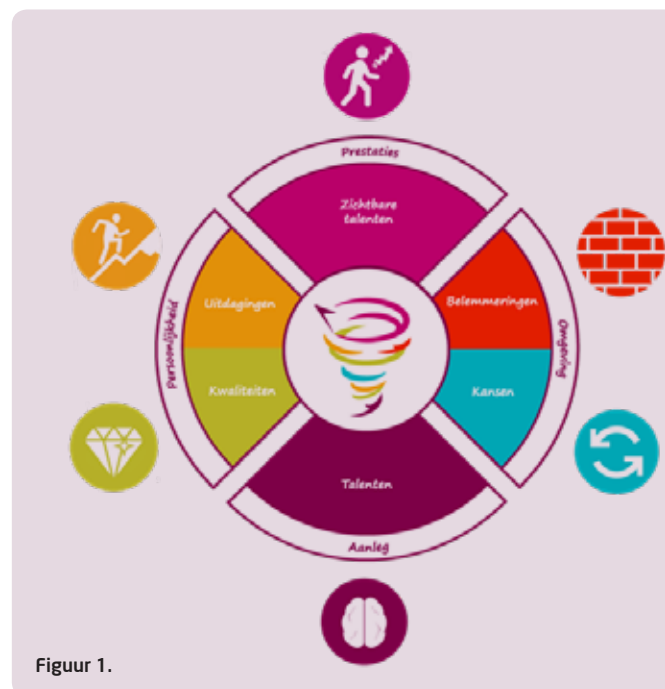 Prestaties
Zichtbare
talenten
Persoonlijkheid
Uitdagingen
Kwaliteiten
Belemmeringen
Kansen
Omgeving
Talenten
Aanleg
Figuur 1.